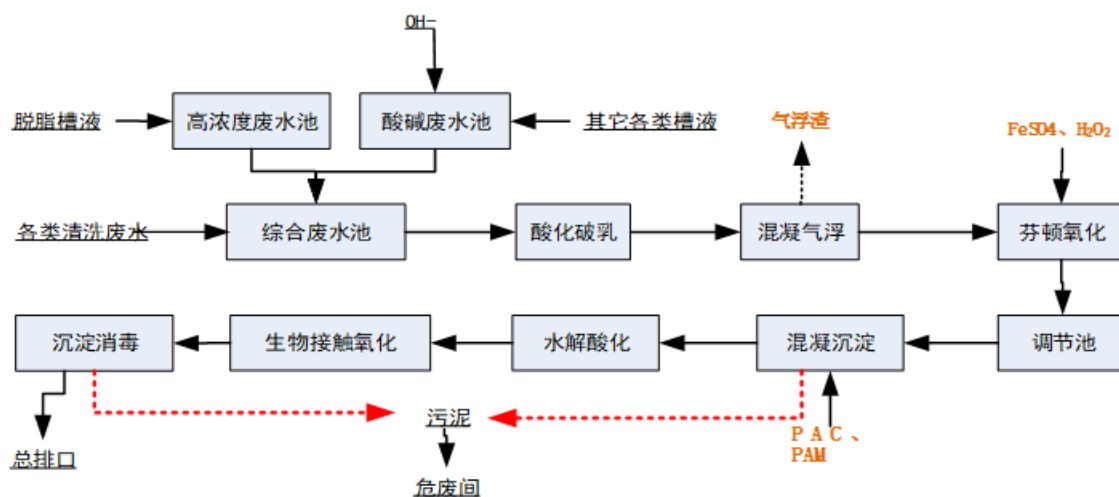 OH-
脱脂槽液
高浓度废水池
酸碱废水池
其它各类槽液
气浮渣
FeSO4、H₂O₂
各类清洗废水
综合废水池
酸化破乳
混凝气浮
芬顿氧化
沉淀消毒
生物接触氧化
水解酸化
混凝沉淀
调节池
污泥
PAC、
PAM
总排口
危废间